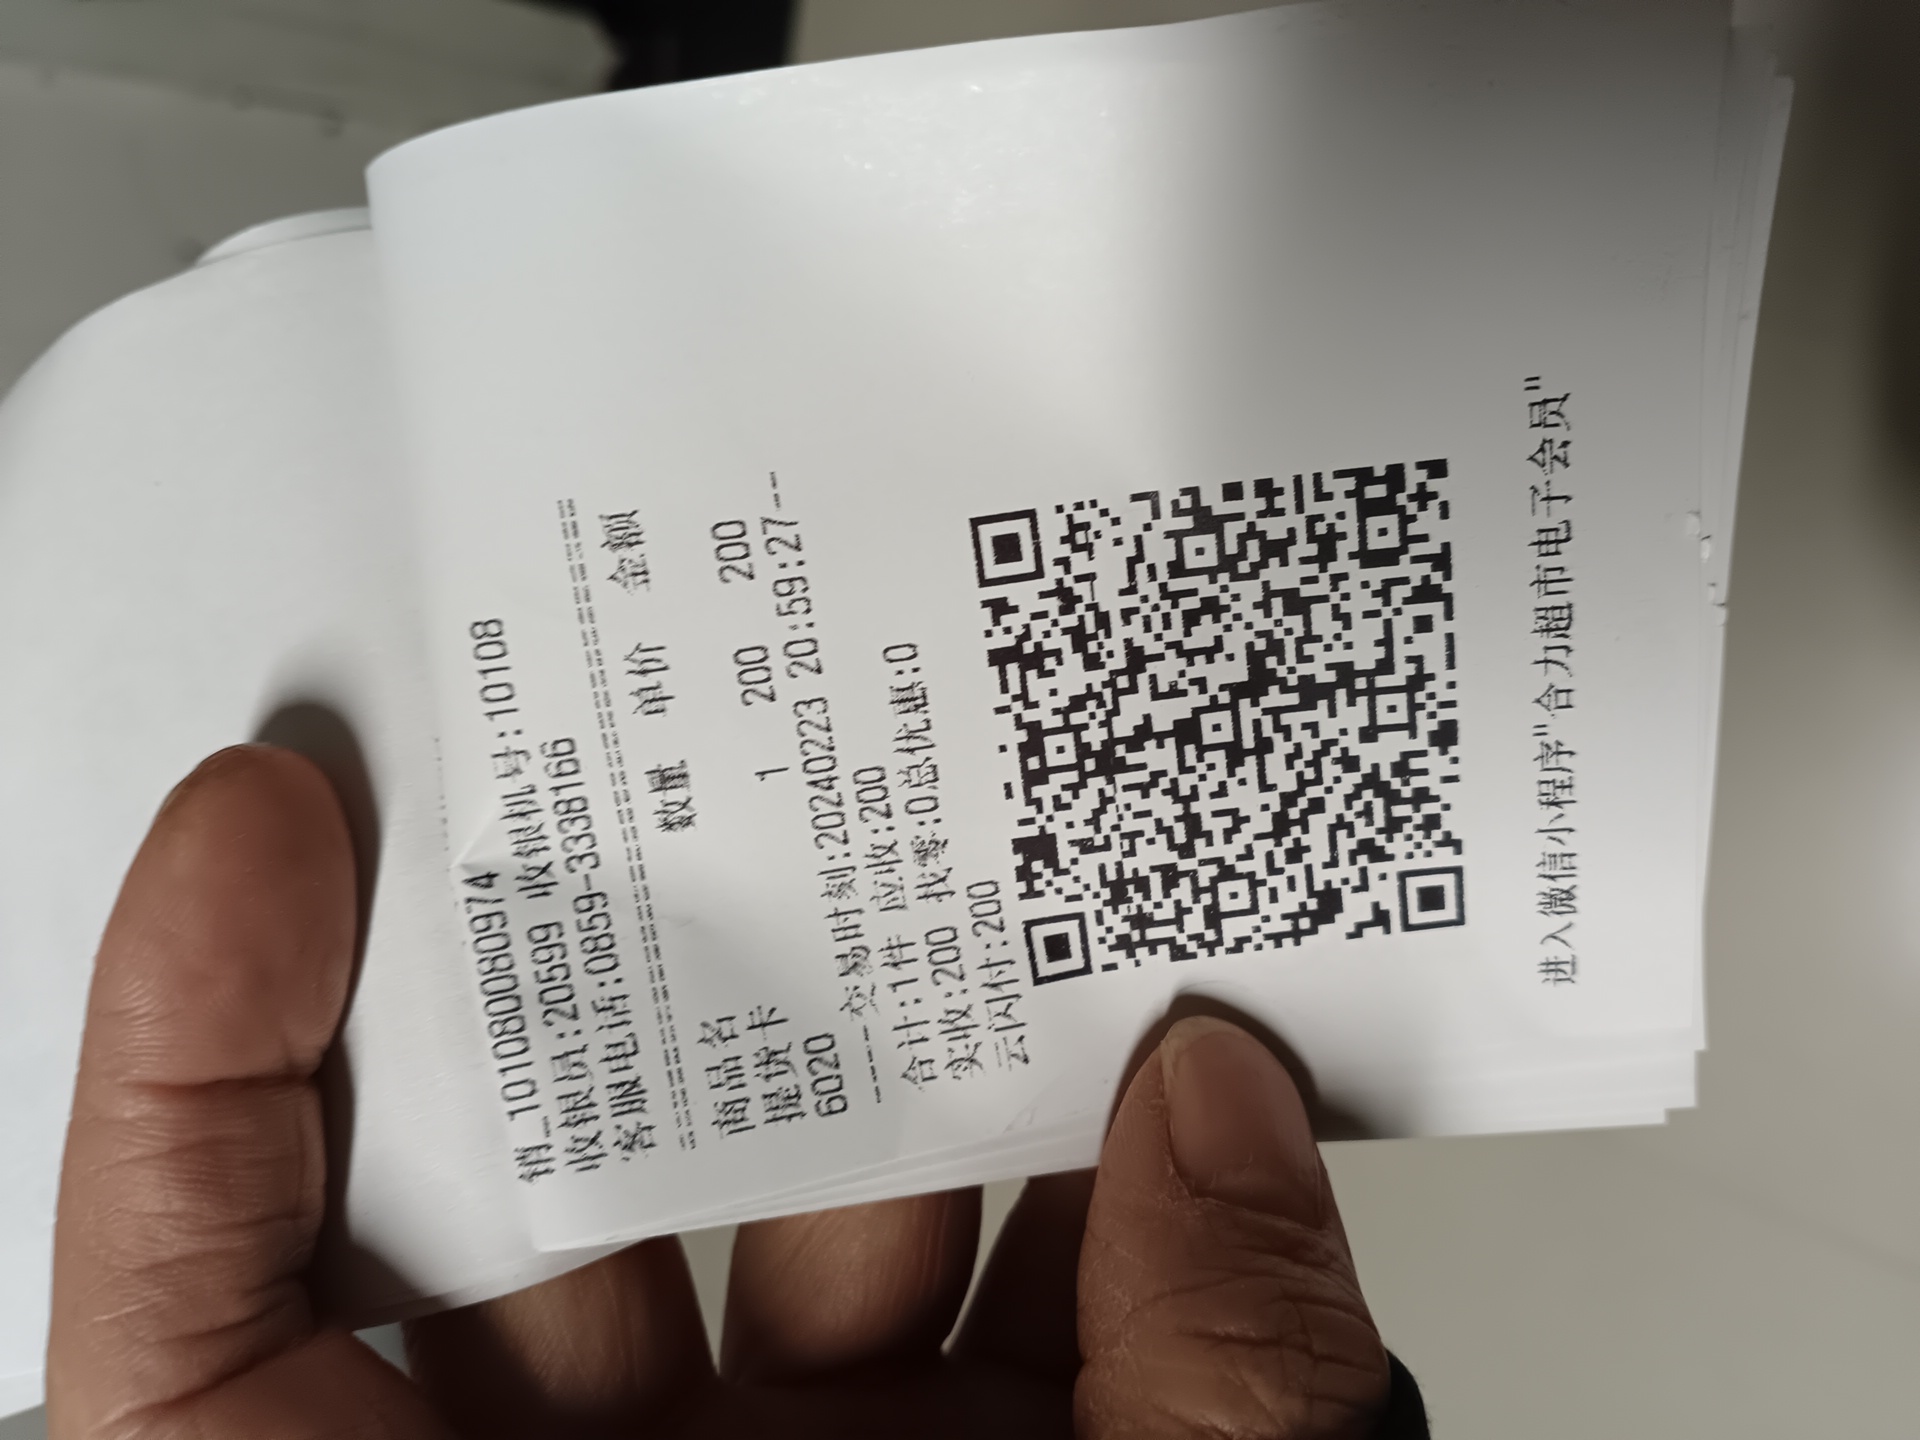 销_101080080974
收银员:20599 收银机号:10108
客服电话:0859-3338166
商品名 数量 单价 金额
提货卡
6020 1 200 200
----交易时刻:20240223 20:59:27--
合计:1件 应收:200
实收:200 找零:0总优惠:0
云闪付:200
进入微信小程序"合力超市电子会员"